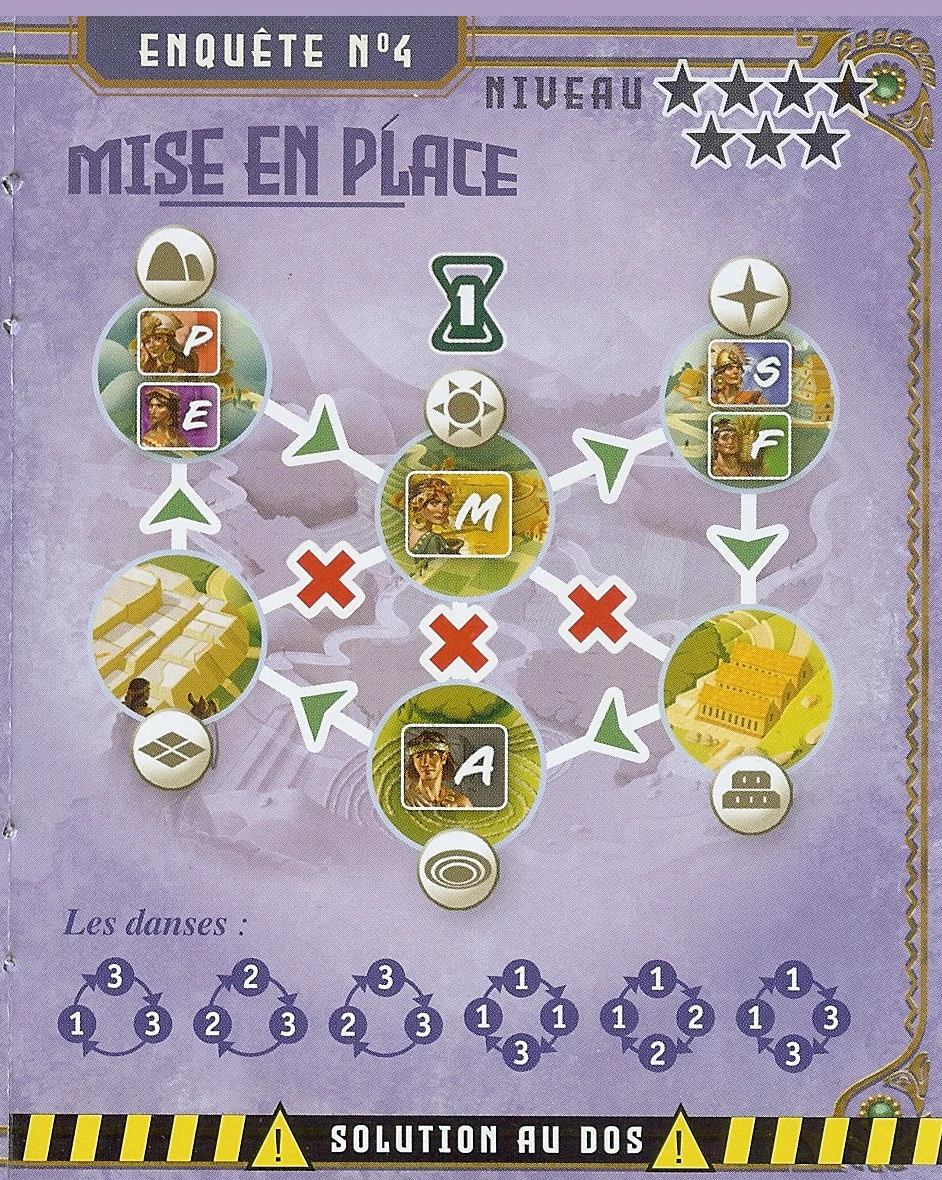 ENQUÊTE Nº4
NIVEAU
MISE EN PLACE
1
P
E
S
F
M
A
Les danses :
3
1 3
2
2 3
3
2 3
1
1 1
3
1
1 2
2
1
1 3
3
! SOLUTION AU DOS !